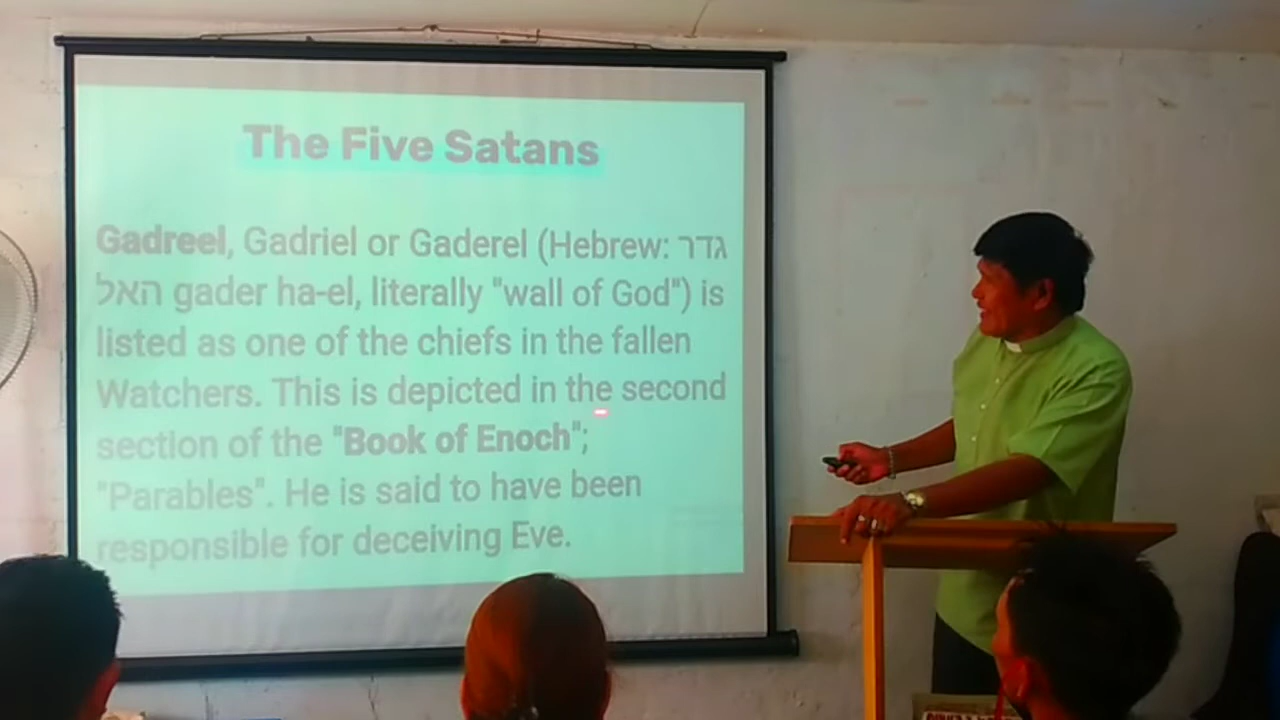 The Five Satans
Gadreel, Gadriel or Gaderel (Hebrew: גדר
האל gader ha-el, literally "wall of God") is
listed as one of the chiefs in the fallen
Watchers. This is depicted in the second
section of the "Book of Enoch";
"Parables". He is said to have been
responsible for deceiving Eve.